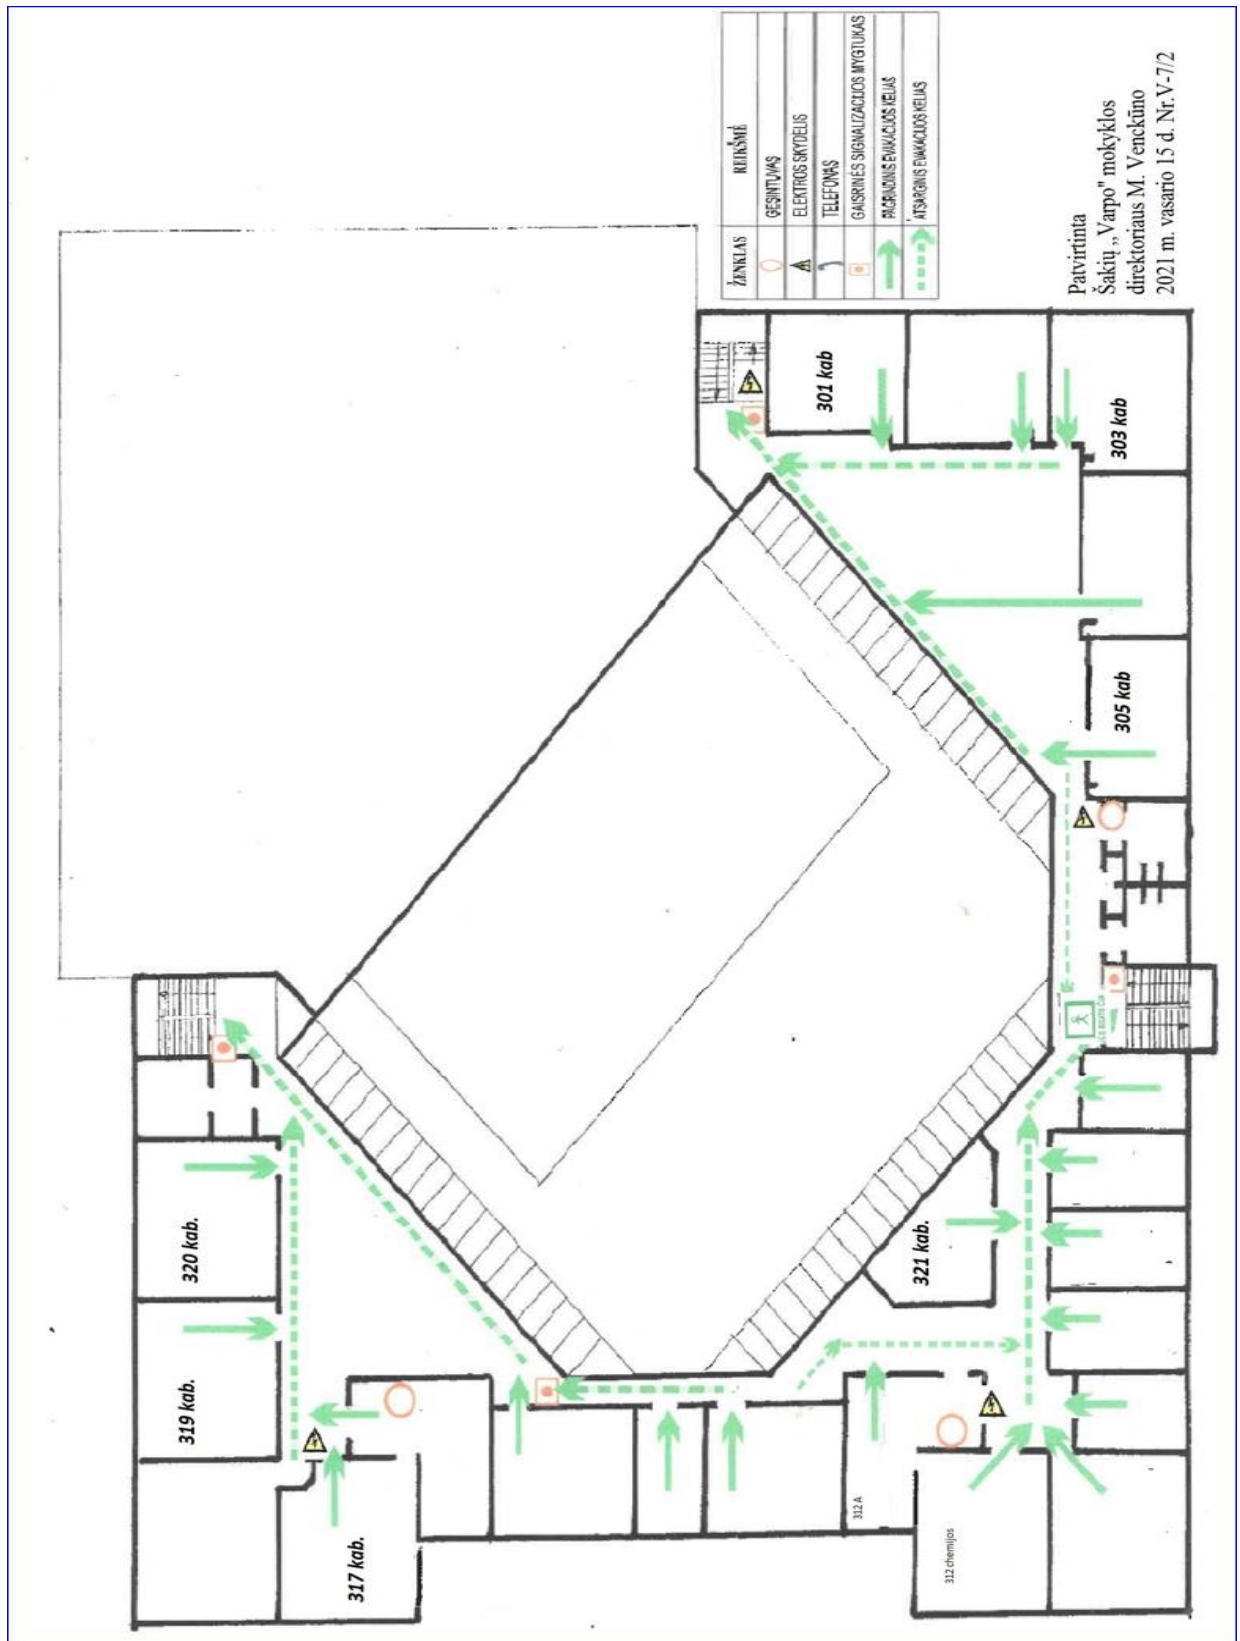 ŽENKLAS REIKŠMĖ
GESINTUVAS
ELEKTROS SKYDELIS
TELEFONAS
GAISRINĖS SIGNALIZACIJOS MYGTUKAS
PAGRINDINIS EVAKACIJOS KELIAS
ATSARGINIS EVAKACIJOS KELIAS
Patvirtinta
Šakių „Varpo" mokyklos
direktoriaus M. Venckūno
2021 m. vasario 15 d. Nr.V-7/2
301 kab
303 kab
305 kab
320 kab.
321 kab.
319 kab.
317 kab.
312 A
312 chemijos